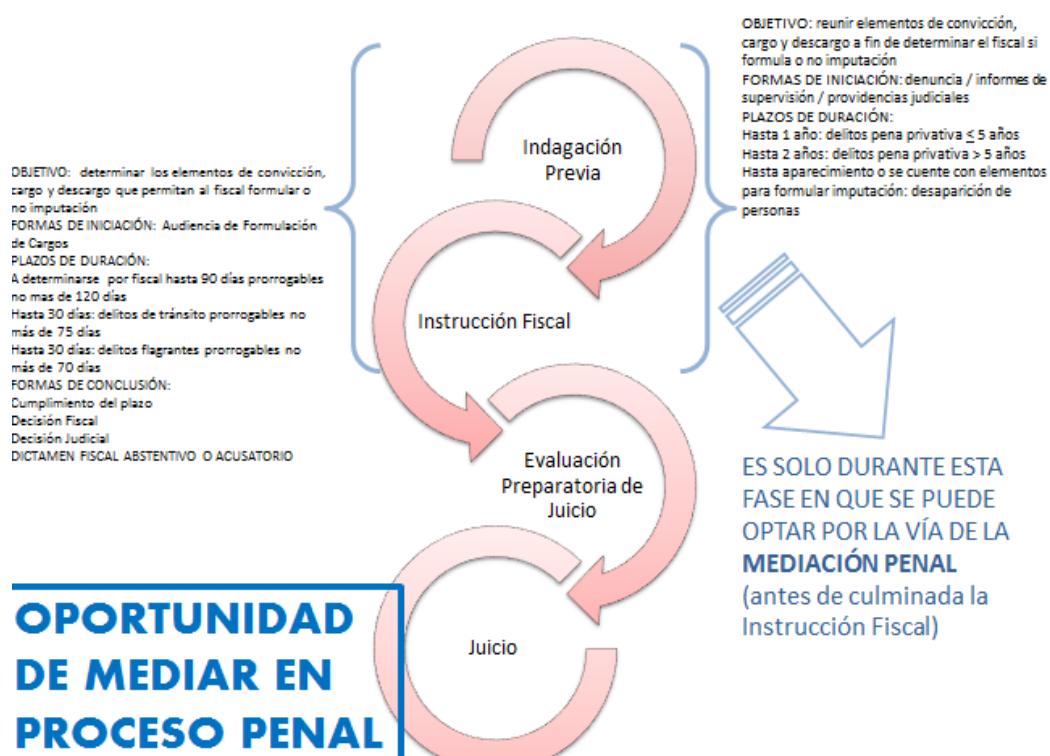 OBJETIVO: reunir elementos de convicción,
cargo y descargo a fin de determinar el fiscal si
formula o no imputación
FORMAS DE INICIACIÓN: denuncia / informes de
supervisión / providencias judiciales
PLAZOS DE DURACIÓN:
Hasta 1 año: delitos pena privativa ≤ 5 años
Hasta 2 años: delitos pena privativa > 5 años
Hasta aparecimiento o se cuente con elementos
para formular imputación: desaparición de
personas
Indagación
Previa
OBJETIVO: determinar los elementos de convicción,
cargo y descargo que permitan al fiscal formular o
no imputación
FORMAS DE INICIACIÓN: Audiencia de Formulación
de Cargos
PLAZOS DE DURACIÓN:
A determinarse por fiscal hasta 90 días prorrogables
no mas de 120 días
Hasta 30 días: delitos de tránsito prorrogables no
más de 75 días
Hasta 30 días: delitos flagrantes prorrogables no
más de 70 días
FORMAS DE CONCLUSIÓN:
Cumplimiento del plazo
Decisión Fiscal
Decisión Judicial
DICTAMEN FISCAL ABSTENTIVO O ACUSATORIO
Instrucción Fiscal
Evaluación
Preparatoria de
Juicio
ES SOLO DURANTE ESTA
FASE EN QUE SE PUEDE
OPTAR POR LA VÍA DE LA
MEDIACIÓN PENAL
(antes de culminada la
Instrucción Fiscal)
Juicio
OPORTUNIDAD
DE MEDIAR EN
PROCESO PENAL